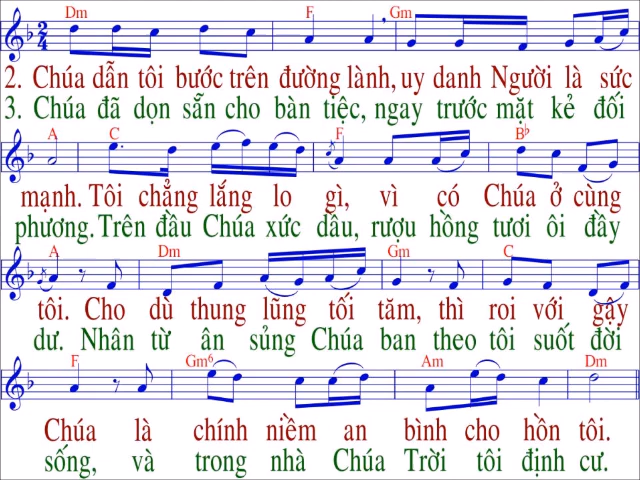 Dm F Gm
2. Chúa dẫn tôi bước trên đường lành, uy danh Người là sức
3. Chúa đã dọn sẵn cho bàn tiệc, ngay trước mặt kẻ đối
A C F B♭
mạnh. Tôi chẳng lắng lo gì, vì có Chúa ở cùng
phương. Trên đầu Chúa xức dầu, rượu hồng tươi ôi đầy
A Dm Gm C
tôi. Cho dù thung lũng tối tăm, thì roi với gậy
dư. Nhân từ ân sủng Chúa ban theo tôi suốt đời
F Gm6 Am Dm
Chúa là chính niềm an bình cho hồn tôi.
sống, và trong nhà Chúa Trời tôi định cư.